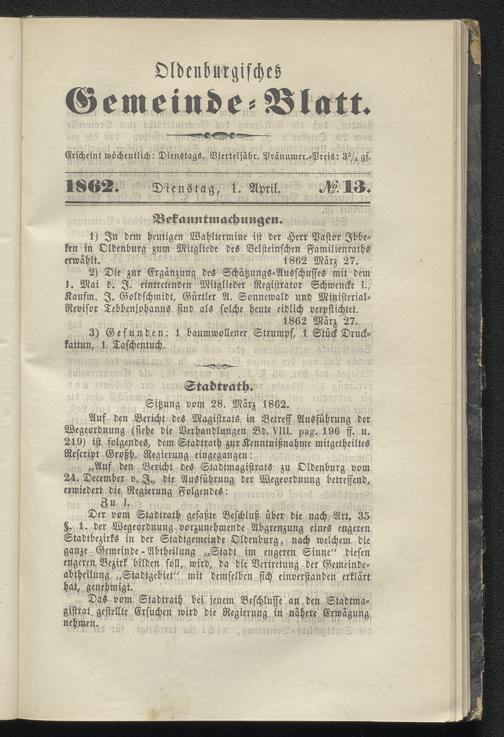 Oldenburgisches
Gemeinde-Blatt.
Erscheint wöchentlich: Dienstags. Vierteljähr. Pränumer.-Preis: 3¾ gſ.
1862. Dienstag, 1. April. №. 13.
Bekanntmachungen.
1) In dem heutigen Wahltermine ist der Herr Pastor Ibbe-
ken in Oldenburg zum Mitgliede des Velsteinschen Familienraths
erwählt. 1862 März 27.
2) Die zur Ergänzung des Schätzungs-Ausschusses mit dem
1. Mai d. J. eintretenden Mitglieder Registrator Schwencke I.,
Kaufm. J. Goldschmidt, Gürtler A. Sonnewald und Ministerial-
Revisor Tebbenjohanns sind als solche heute eidlich verpflichtet.
1862 März 27.
3) Gefunden: 1 baumwollener Strumpf, 1 Stück Druck-
kattun, 1 Taschentuch.
Stadtrath.
Sitzung vom 28. März 1862.
Auf den Bericht des Magistrats in Betreff Ausführung der
Wegeordnung (siehe die Verhandlungen Bd. VIII. pag. 196 ff. u.
219) ist folgendes, dem Stadtrath zur Kenntnißnahme mitgetheiltes
Rescript Großh. Regierung eingegangen:
„Auf den Bericht des Stadtmagistrats zu Oldenburg vom
24. December v. J., die Ausführung der Wegeordnung betreffend,
erwiedert die Regierung Folgendes:
Zu 1.
Der vom Stadtrath gefaßte Beschluß über die nach Art. 35
§. 1. der Wegeordnung vorzunehmende Abgrenzung eines engeren
Stadtbezirks in der Stadtgemeinde Oldenburg, nach welchem die
ganze Gemeinde-Abtheilung „Stadt im engeren Sinne" diesen
engeren Bezirk bilden soll, wird, da die Vertretung der Gemeinde-
abtheilung „Stadtgebiet" mit demselben sich einverstanden erklärt
hat, genehmigt.
Das vom Stadtrath bei jenem Beschlusse an den Stadtma-
gistrat gestellte Ersuchen wird die Regierung in nähere Erwägung
nehmen.